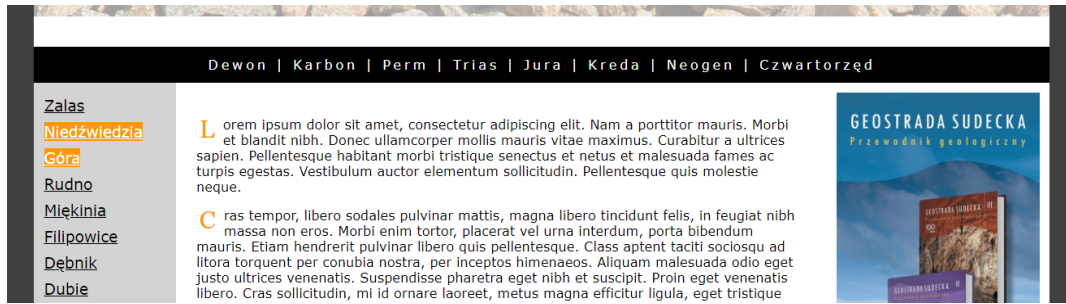 Dewon | Karbon | Perm | Trias | Jura | Kreda | Neogen | Czwartorzęd
Zalas
Niedźwiedzia
Góra
Rudno
Miękinia
Filipowice
Dębnik
Dubie
Lorem ipsum dolor sit amet, consectetur adipiscing elit. Nam a porttitor mauris. Morbi
et blandit nibh. Donec ullamcorper mollis mauris vitae maximus. Curabitur a ultrices
sapien. Pellentesque habitant morbi tristique senectus et netus et malesuada fames ac
turpis egestas. Vestibulum auctor elementum sollicitudin. Pellentesque quis molestie
neque.
Cras tempor, libero sodales pulvinar mattis, magna libero tincidunt felis, in feugiat nibh
massa non eros. Morbi enim tortor, placerat vel urna interdum, porta bibendum
mauris. Etiam hendrerit pulvinar libero quis pellentesque. Class aptent taciti sociosqu ad
litora torquent per conubia nostra, per inceptos himenaeos. Aliquam malesuada odio eget
justo ultrices venenatis. Suspendisse pharetra eget nibh et suscipit. Proin eget venenatis
libero. Cras sollicitudin, mi id ornare laoreet, metus magna efficitur ligula, eget tristique
GEOSTRADA SUDECKA
Przewodnik geologiczny
GEOSTRADA SUDECKA II
GEOSTRADA SUDECKA I